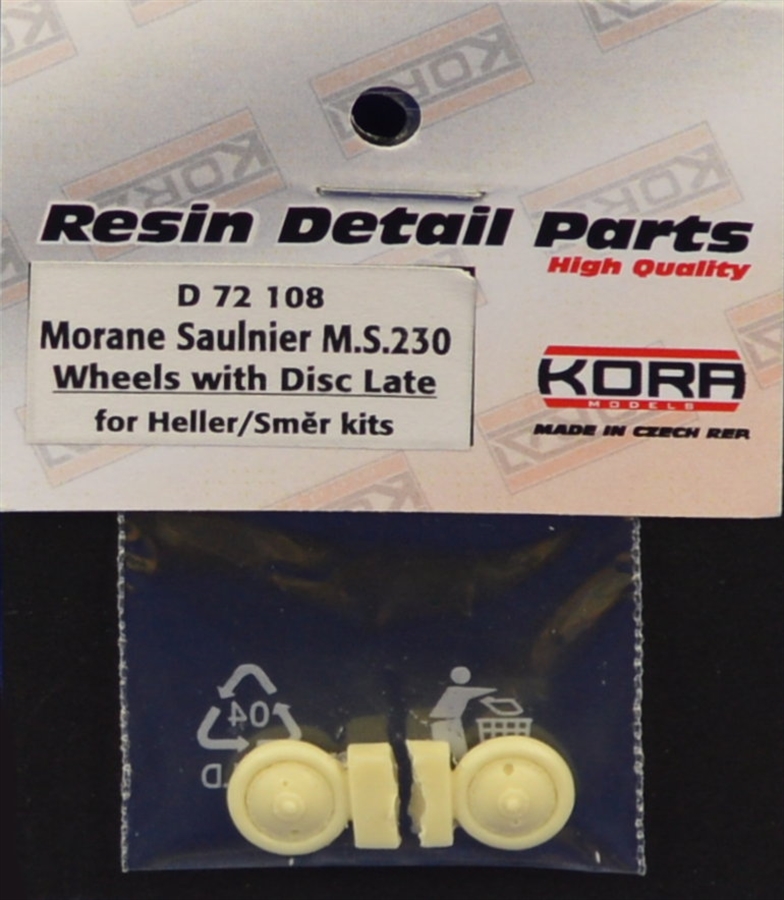 Resin Detail Parts
High Quality
D 72 108
Morane Saulnier M.S.230
Wheels with Disc Late
for Heller/Směr kits
KORA
MODELS
MADE IN CZECH REP.
04